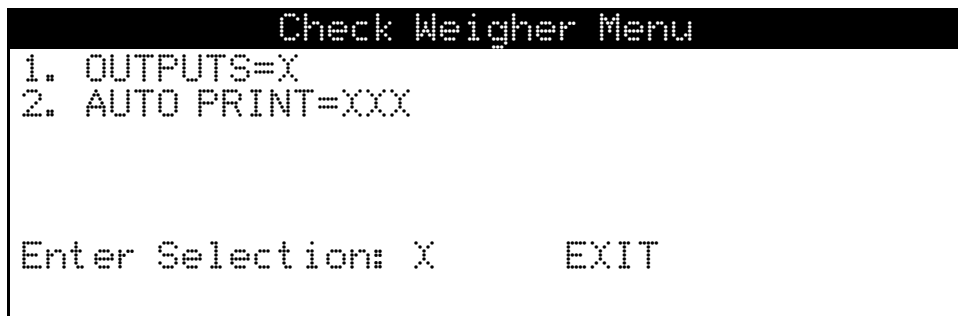 Check Weigher Menu
1. OUTPUTS=X
2. AUTO PRINT=XXX
Enter Selection: X EXIT